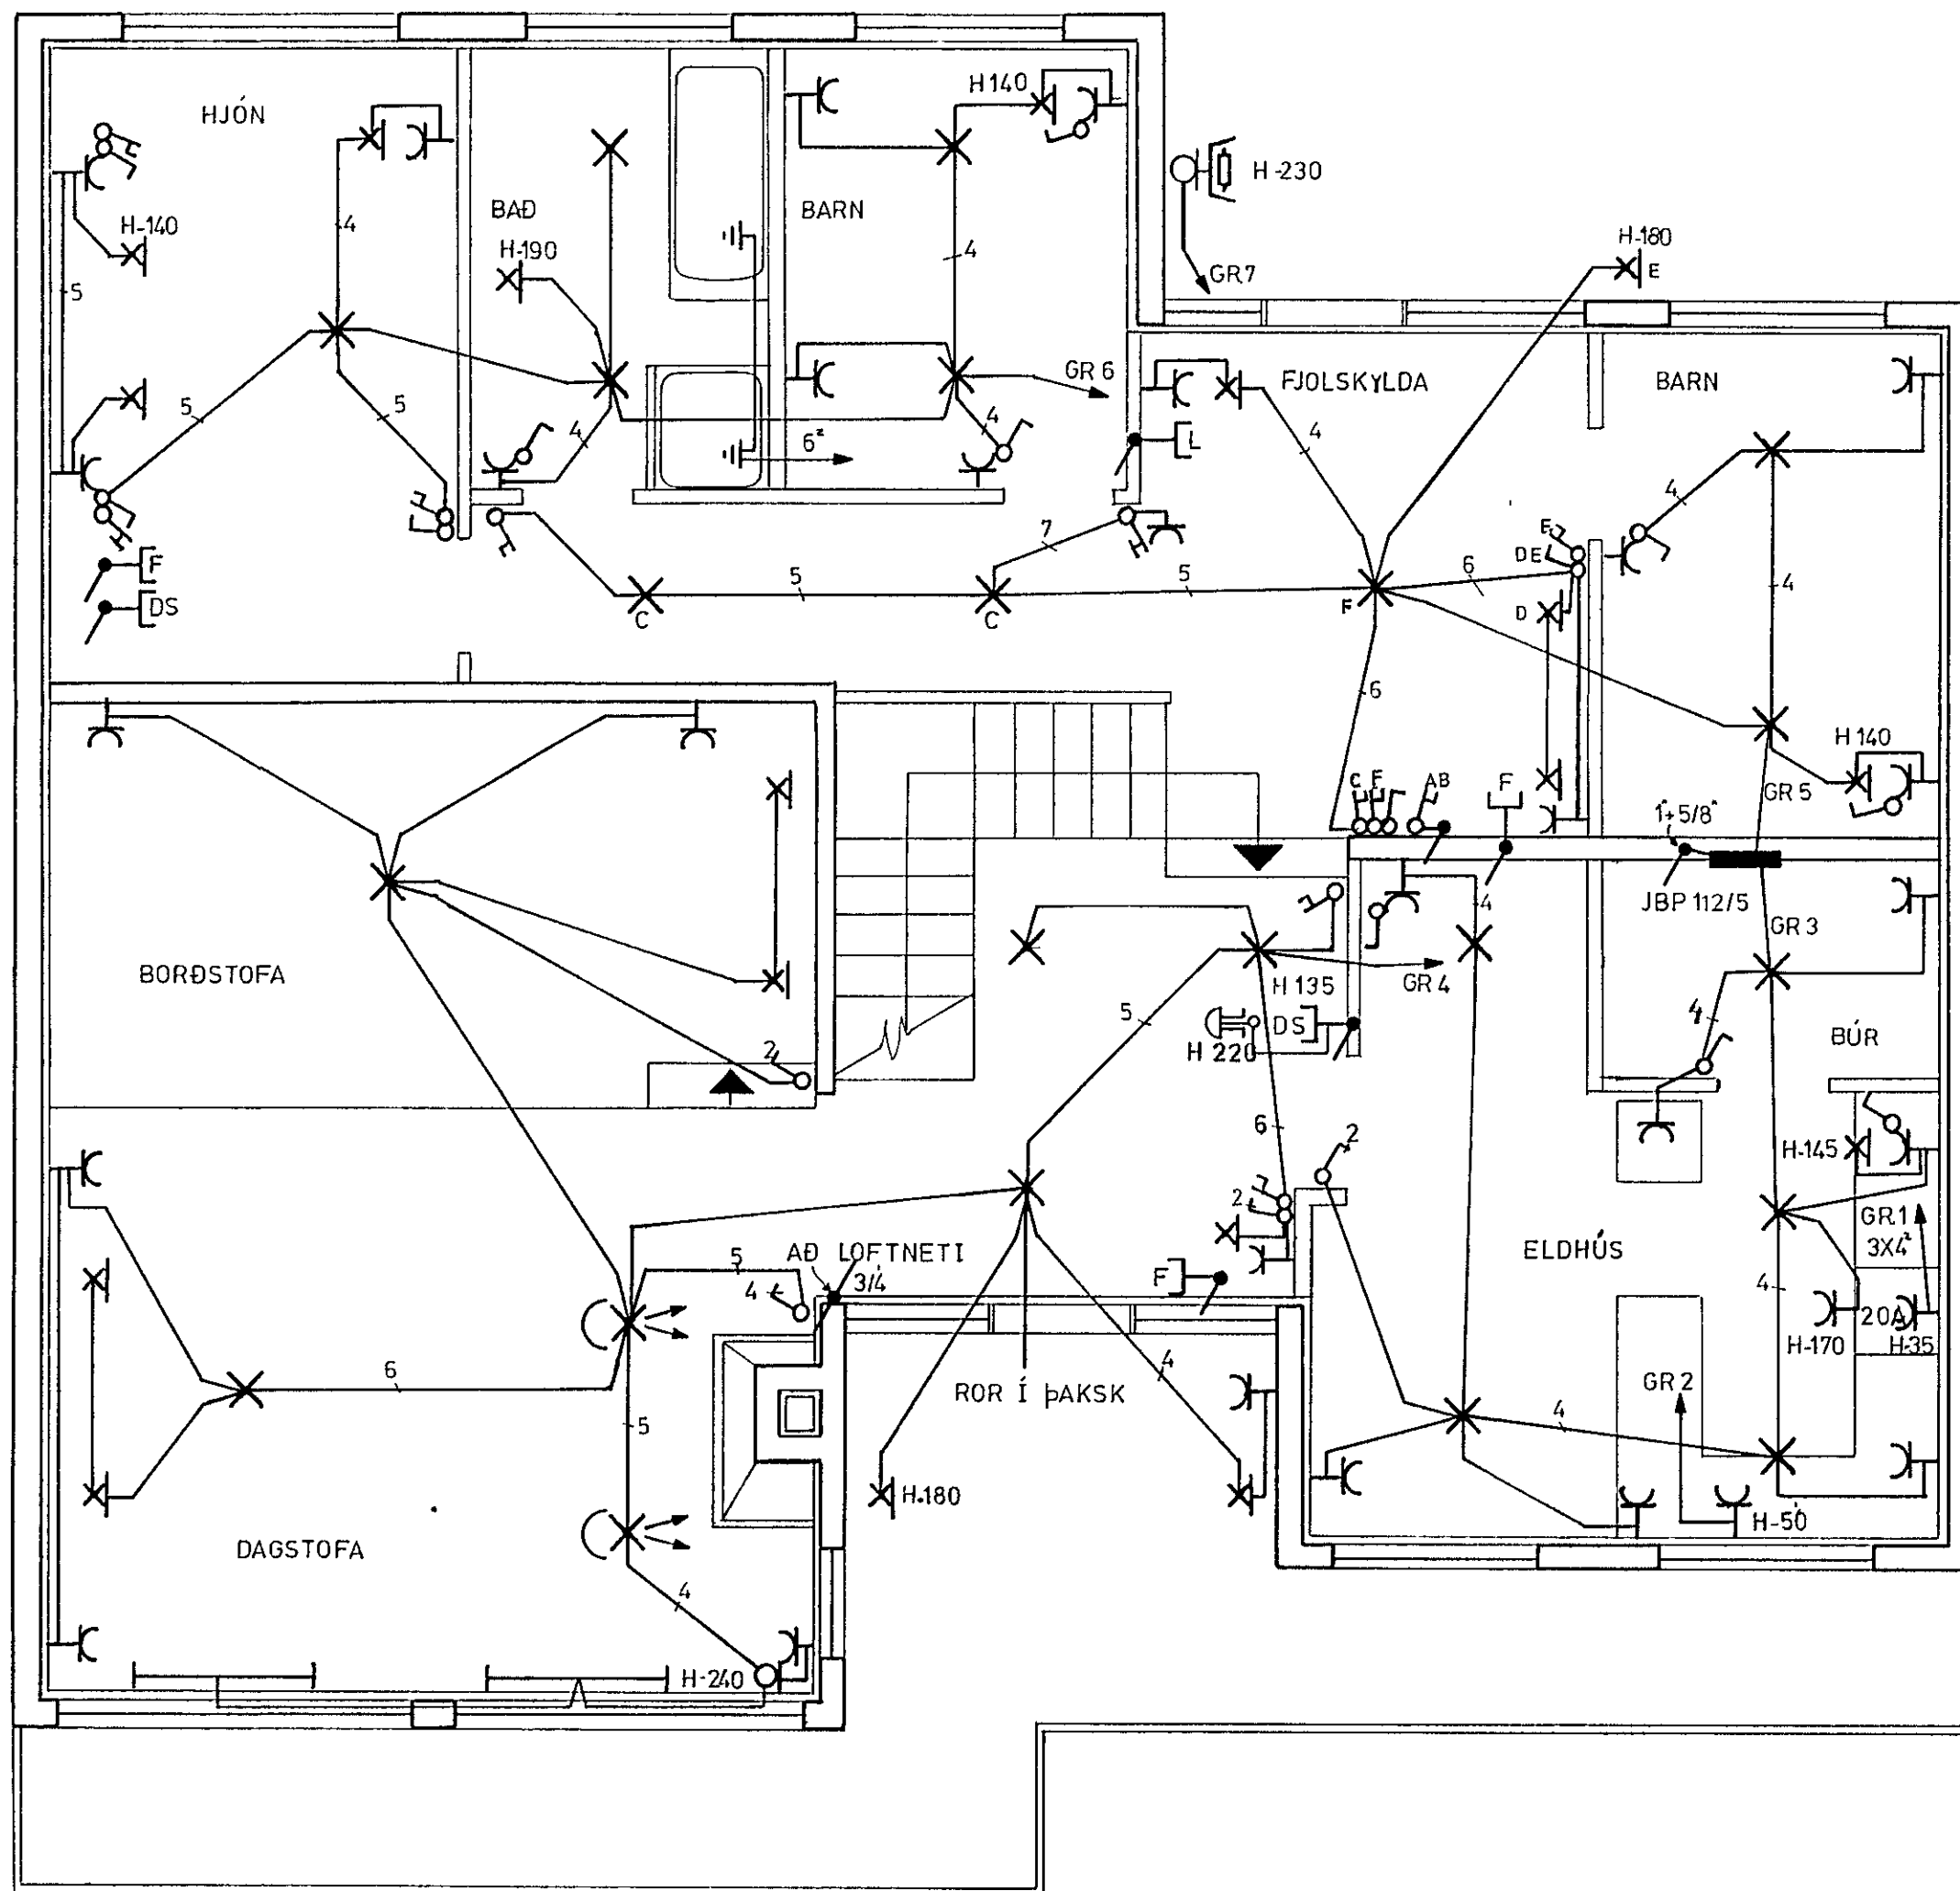 HJÓN
H140
H-230
BAÐ
BARN
H-140
H-190
4
4
H-180
E
GR7
5
FJOLSKYLDA
BARN
GR 6
5
5
4
4
4
L
6²
4
7
E
DE
F
DS
5
5
6
C
C
F
D
4
6
H 140
C
F
AB
F
GR 5
1"+5/8"
JBP 112/5
4
GR 3
BORÐSTOFA
H 135
GR 4
5
DS
H 220
4
BÚR
2
6
2
H-145
2
GR.1
3X4²
ELDHÚS
AÐ LOFTNETI
3/4
5
4
F
4
20A
H-170
H-35
6
ROR Í ÞAKSK
4
GR 2
5
4
H-180
H-50
DAGSTOFA
4
H-240